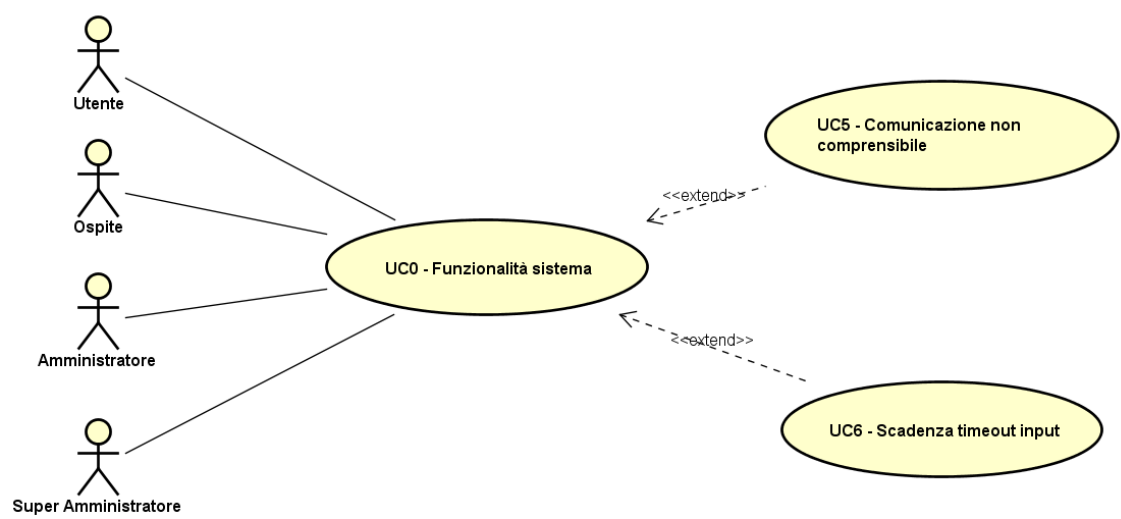 Utente
Ospite
Amministratore
Super Amministratore
UC0 - Funzionalità sistema
<<extend>>
<<extend>>
UC5 - Comunicazione non
comprensibile
UC6 - Scadenza timeout input